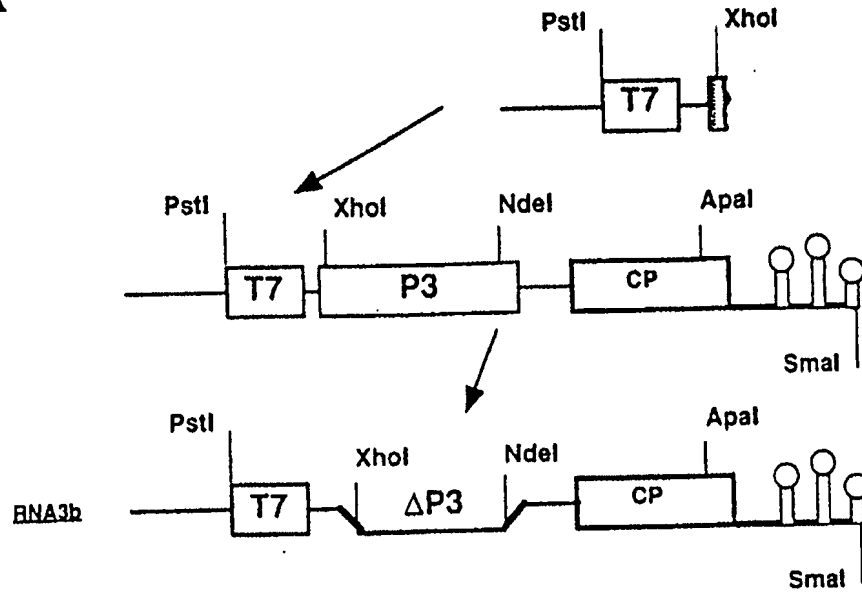 PstI XhoI
T7
PstI XhoI NdeI ApaI
T7 P3 CP
SmaI
PstI XhoI NdeI ApaI
RNA3b T7 ΔP3 CP
SmaI